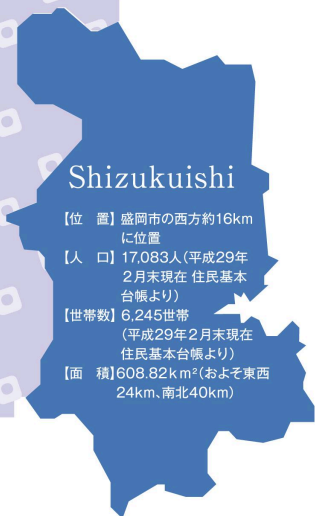 Shizukuishi
【位　置】盛岡市の西方約16km
に位置
【人　口】17,083人(平成29年
２月末現在 住民基本
台帳より)
【世帯数】6,245世帯
(平成29年２月末現在
住民基本台帳より)
【面　積】608.82ｋｍ²(およそ東西
24km、南北40km)